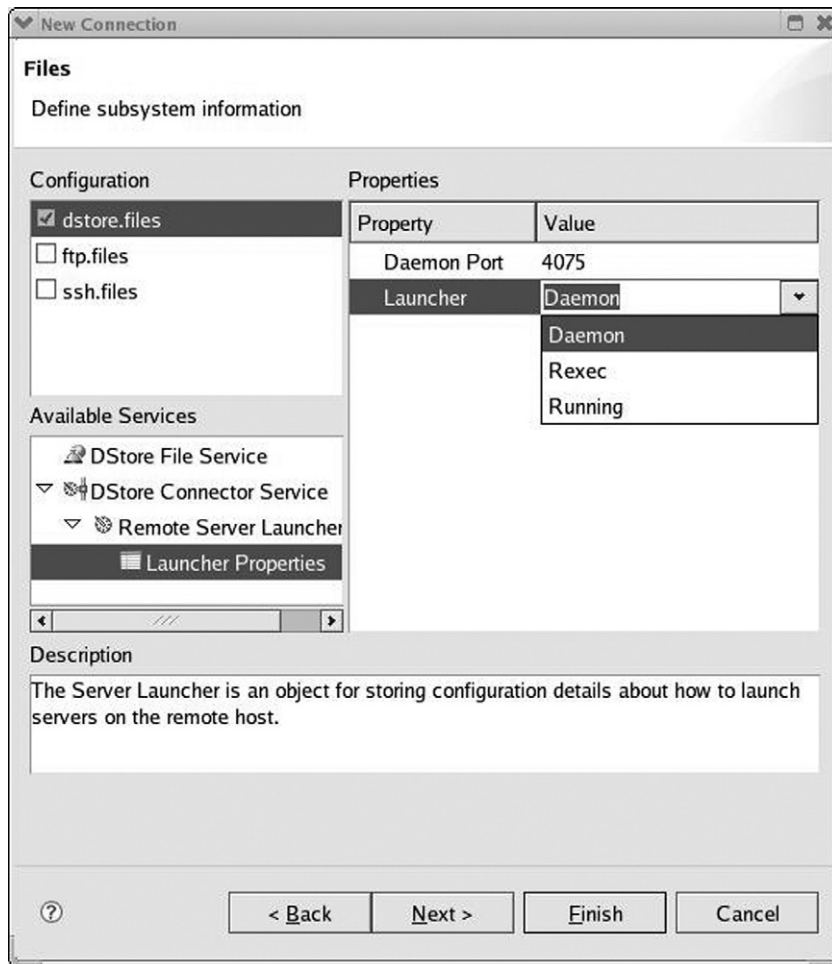 New Connection
Files
Define subsystem information
Configuration
dstore.files
ftp.files
ssh.files
Available Services
DStore File Service
DStore Connector Service
Remote Server Launcher
Launcher Properties
Properties
Property Value
Daemon Port 4075
Launcher Daemon
Daemon
Rexec
Running
Description
The Server Launcher is an object for storing configuration details about how to launch
servers on the remote host.
?
< Back
Next >
Finish
Cancel